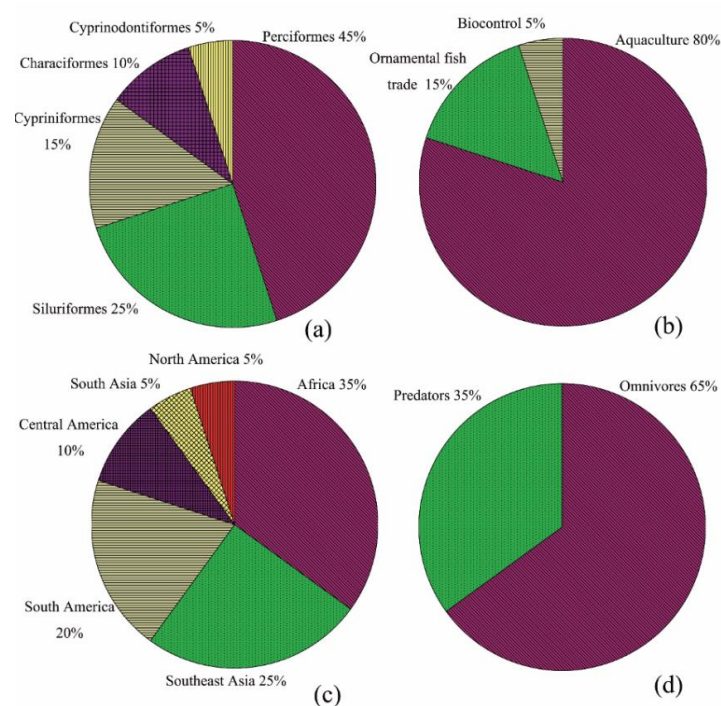 Cyprinodontiformes 5%
Perciformes 45%
Characiformes 10%
Cypriniformes
15%
Siluriformes 25%
(a)
Biocontrol 5%
Aquaculture 80%
Ornamental fish
trade 15%
(b)
North America 5%
South Asia 5%
Africa 35%
Central America
10%
South America
20%
Southeast Asia 25%
(c)
Predators 35%
Omnivores 65%
(d)